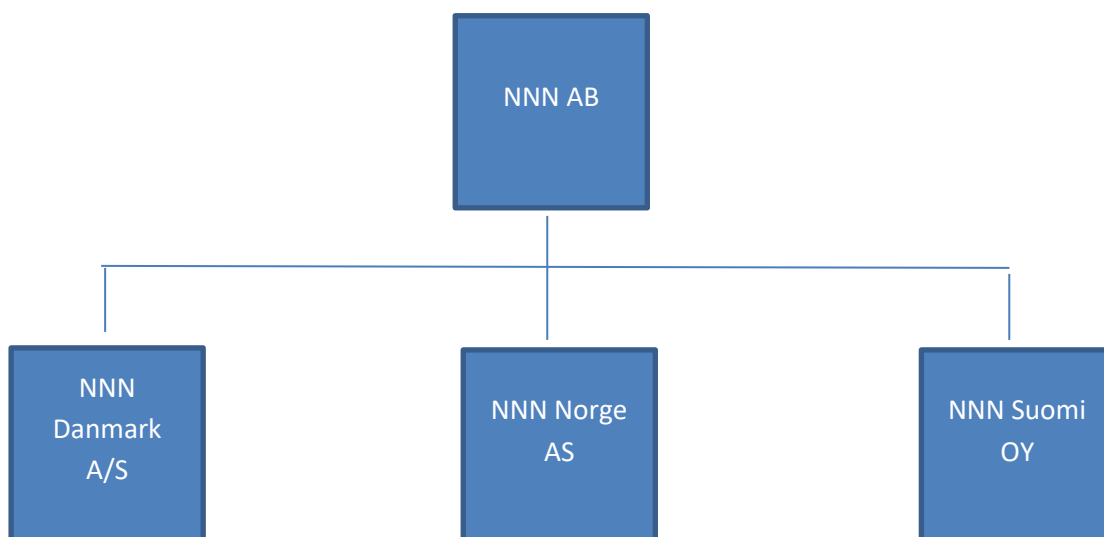 NNN AB
NNN
Danmark
A/S
NNN Norge
AS
NNN Suomi
OY